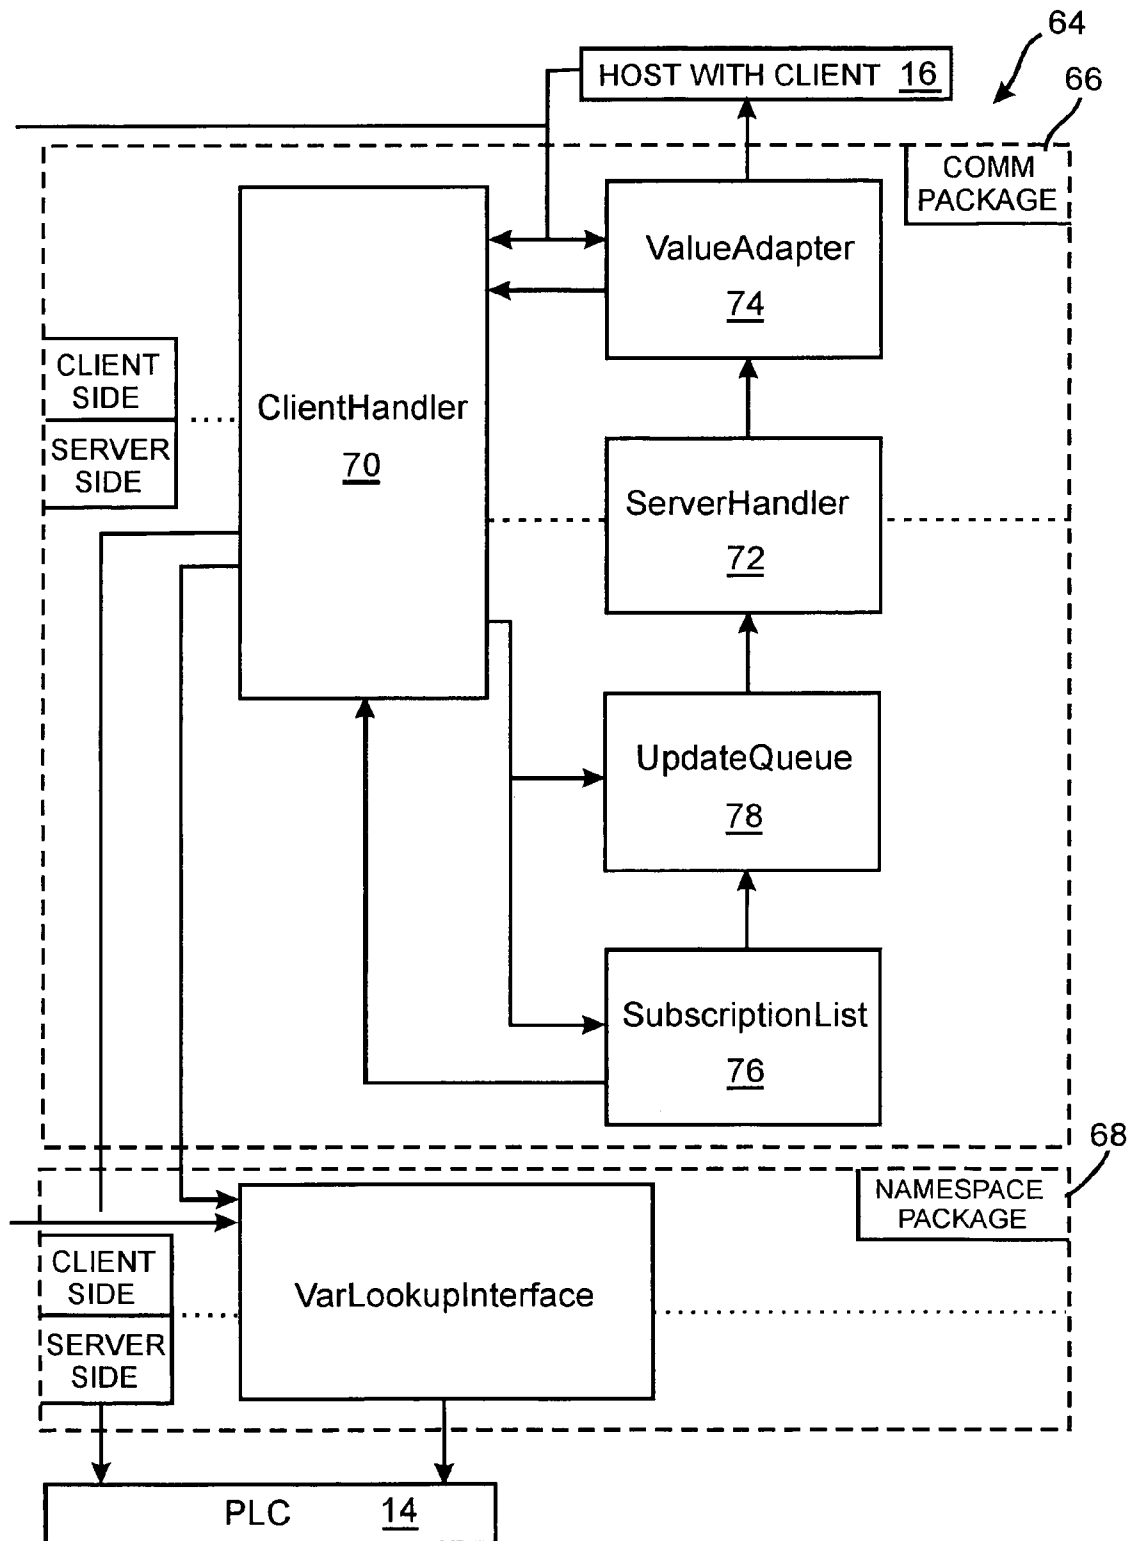 64
HOST WITH CLIENT 16
66
COMM
PACKAGE
ValueAdapter
74
CLIENT
SIDE
SERVER
SIDE
ClientHandler
70
ServerHandler
72
UpdateQueue
78
SubscriptionList
76
68
NAMESPACE
PACKAGE
CLIENT
SIDE
SERVER
SIDE
VarLookupInterface
PLC 14